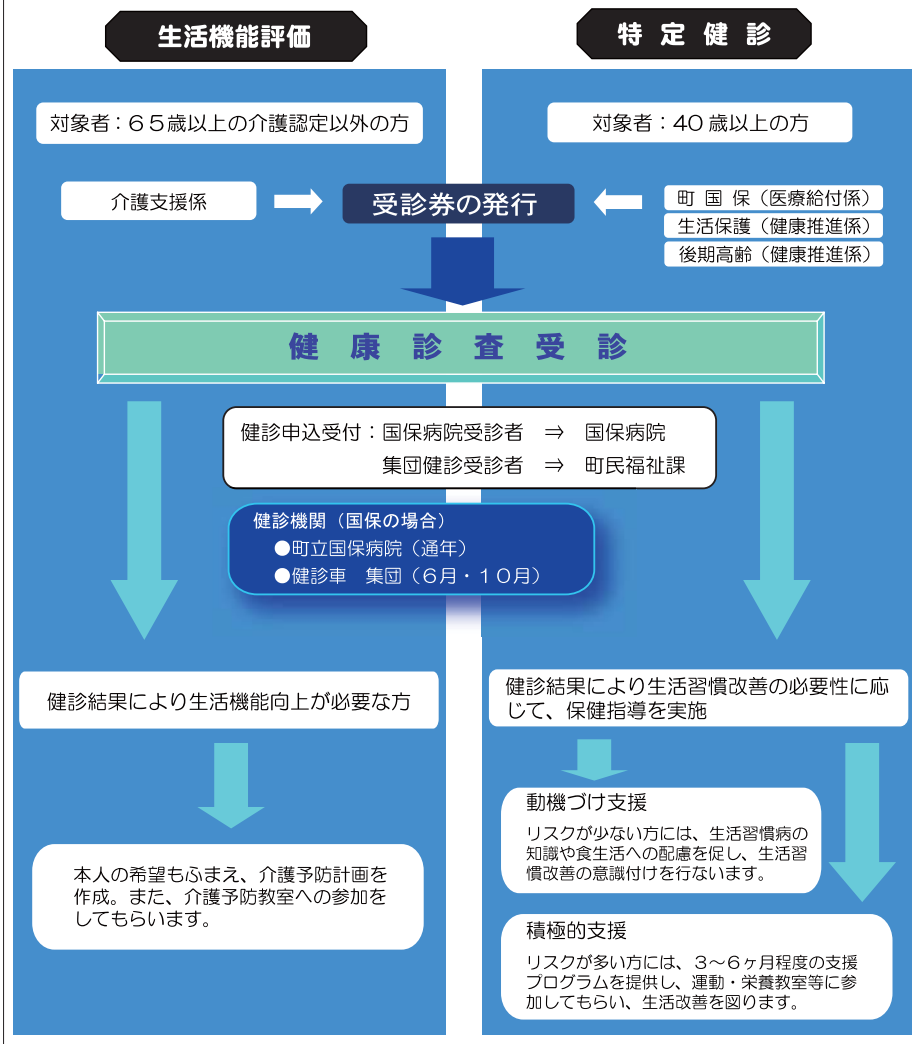 生活機能評価
特定健診
対象者：６５歳以上の介護認定以外の方
対象者：40歳以上の方
介護支援係
受診券の発行
町国保（医療給付係）
生活保護（健康推進係）
後期高齢（健康推進係）
健康診査受診
健診申込受付：国保病院受診者　⇒　国保病院
集団健診受診者　⇒　町民福祉課
健診機関（国保の場合）
●町立国保病院（通年）
●健診車　集団（６月・１０月）
健診結果により生活機能向上が必要な方
健診結果により生活習慣改善の必要性に応
じて、保健指導を実施
本人の希望もふまえ、介護予防計画を
作成。また、介護予防教室への参加を
してもらいます。
動機づけ支援
リスクが少ない方には、生活習慣病の
知識や食生活への配慮を促し、生活習
慣改善の意識付けを行ないます。
積極的支援
リスクが多い方には、３～６ヶ月程度の支援
プログラムを提供し、運動・栄養教室等に参
加してもらい、生活改善を図ります。